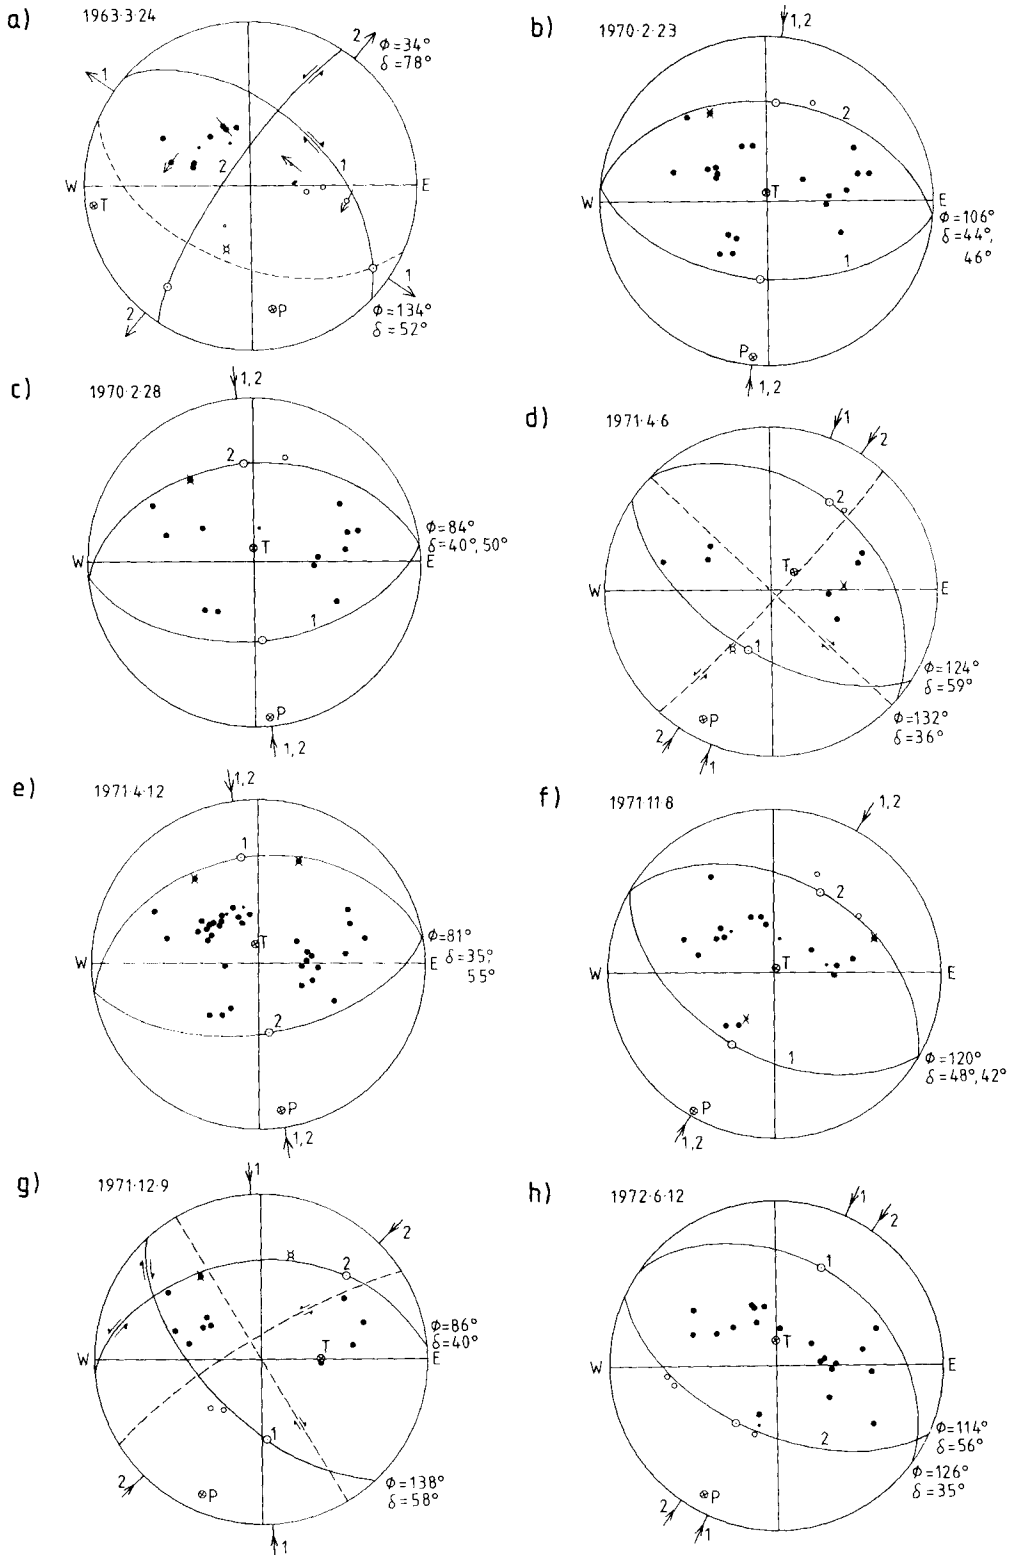 a)
1963·3·24
2
ϕ=34°
δ=78°
1
1
2
W
E
T
1
P
2
ϕ=134°
δ=52°
b)
1970·2·23
1,2
2
T
W
E
ϕ=106°
δ=44°,
46°
1
P
1,2
c)
1970·2·28
1,2
2
ϕ=84°
δ=40°,50°
T
W
E
1
P
1,2
d)
1971·4·6
1
2
2
T
W
E
1
ϕ=124°
δ=59°
P
ϕ=132°
δ=36°
2
1
e)
1971·4·12
1,2
1
T
ϕ=81°
δ=35°,
55°
W
E
2
P
1,2
f)
1971 11·8
1,2
2
T
W
E
1
ϕ=120°
δ=48°,42°
P
1,2
g)
1971·12·9
1
2
2
ϕ=86°
δ=40°
T
W
E
1
ϕ=138°
δ=58°
P
2
1
h)
1972·6·12
1
2
1
T
W
E
2
ϕ=114°
δ=56°
ϕ=126°
δ=35°
P
2
1